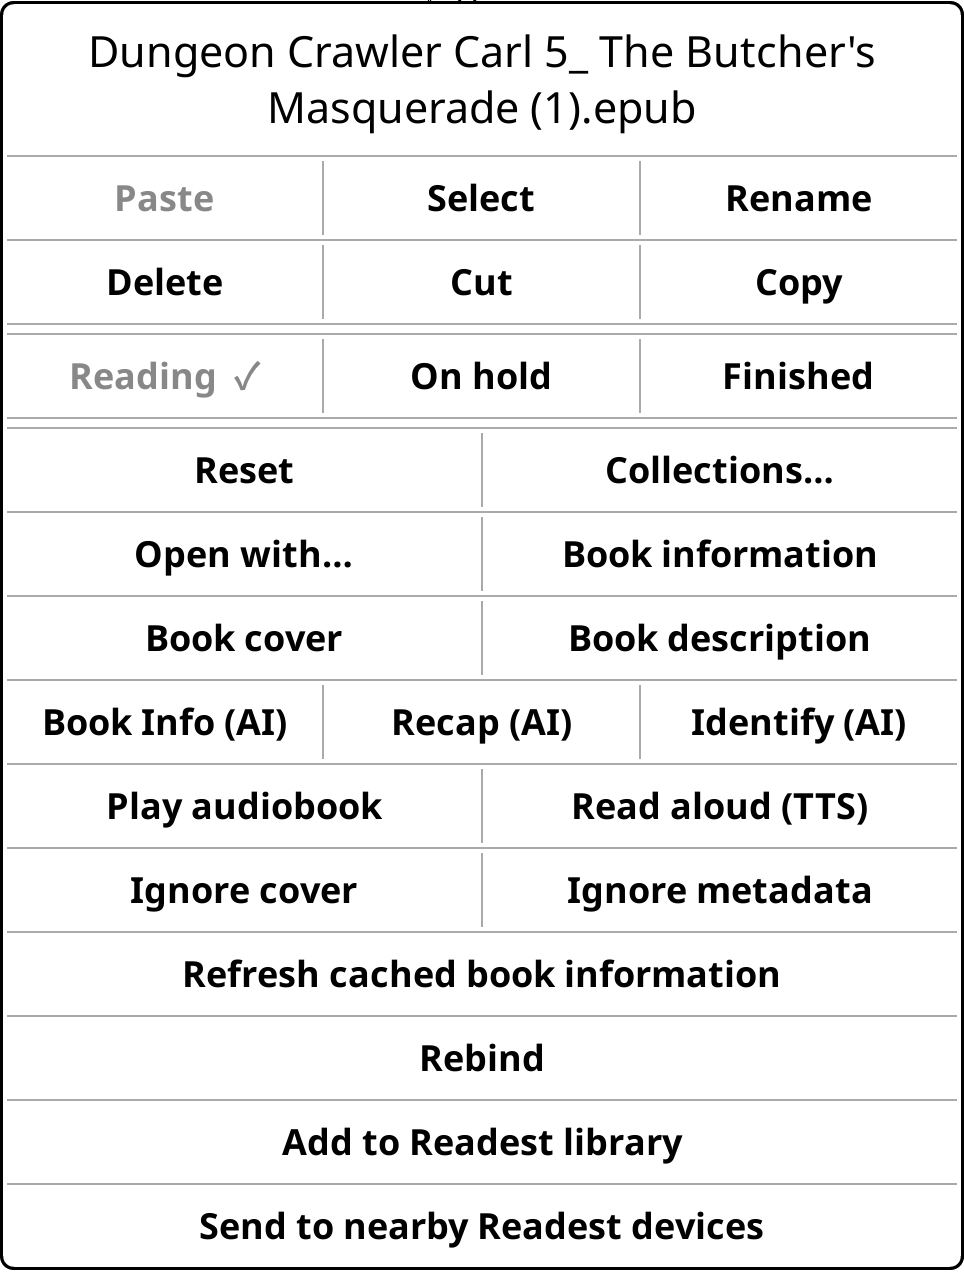 Dungeon Crawler Carl 5_ The Butcher's
Masquerade (1).epub
Paste Select Rename
Delete Cut Copy
Reading ✓ On hold Finished
Reset Collections...
Open with... Book information
Book cover Book description
Book Info (AI) Recap (AI) Identify (AI)
Play audiobook Read aloud (TTS)
Ignore cover Ignore metadata
Refresh cached book information
Rebind
Add to Readest library
Send to nearby Readest devices